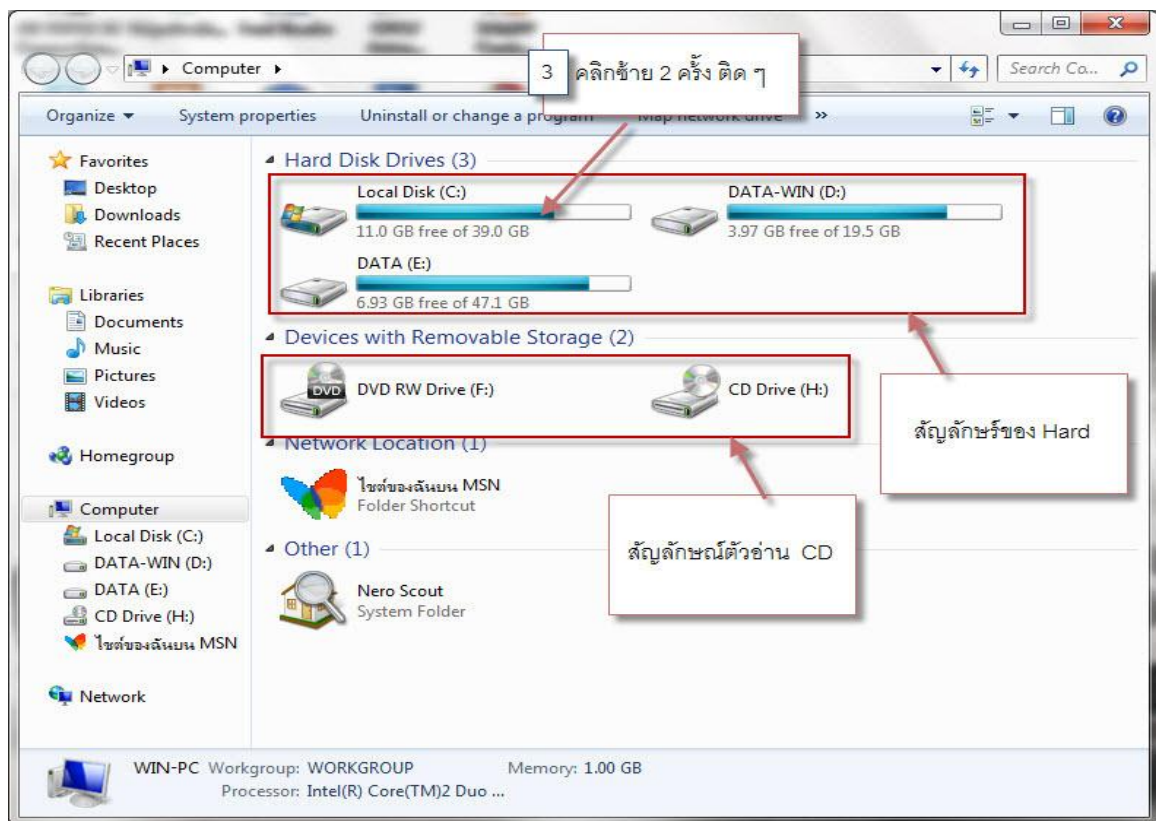 Computer
Search Co...
3 คลิกซ้าย 2 ครั้ง ติด ๆ
Organize
System properties
Uninstall or change a program
Map network drive
»
Favorites
Desktop
Downloads
Recent Places
Libraries
Documents
Music
Pictures
Videos
Homegroup
Computer
Local Disk (C:)
DATA-WIN (D:)
DATA (E:)
CD Drive (H:)
ไซต์ของฉันบน MSN
Network
Hard Disk Drives (3)
Local Disk (C:)
11.0 GB free of 39.0 GB
DATA-WIN (D:)
3.97 GB free of 19.5 GB
DATA (E:)
6.93 GB free of 47.1 GB
Devices with Removable Storage (2)
DVD
DVD RW Drive (F:)
CD Drive (H:)
สัญลักษร์ของ Hard
Network Location (1)
ไซต์ของฉันบน MSN
Folder Shortcut
สัญลักษณ์ตัวอ่าน CD
Other (1)
Nero Scout
System Folder
WIN-PC Workgroup: WORKGROUP Memory: 1.00 GB
Processor: Intel(R) Core(TM)2 Duo ...